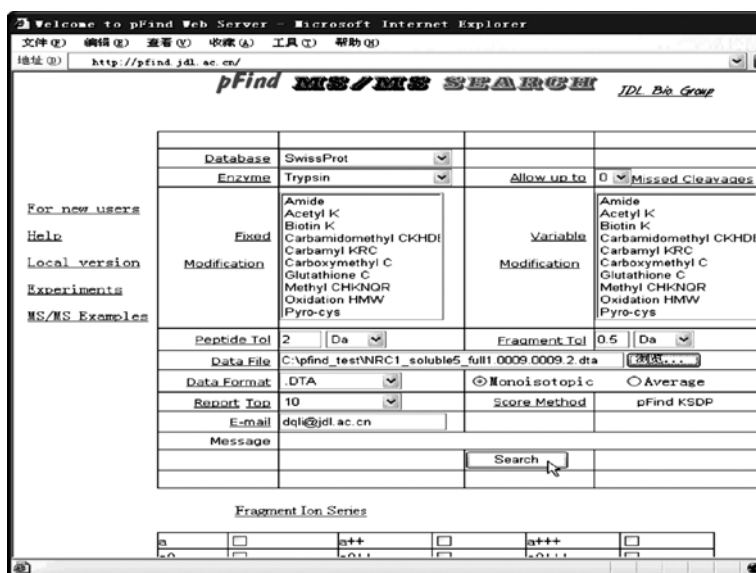 Welcome to pFind Web Server - Microsoft Internet Explorer
文件(F) 编辑(E) 查看(V) 收藏(A) 工具(T) 帮助(H)
地址(D) http://pfind.jdl.ac.cn/
pFind MS/MS SEARCH JDL Bio Group
Database SwissProt
Enzyme Trypsin Allow up to 0 Missed Cleavages
For new users
Help
Local version
Experiments
MS/MS Examples
Fixed Modification
Amide
Acetyl K
Biotin K
Carbamidomethyl CKHDE
Carbamyl KRC
Carboxymethyl C
Glutathione C
Methyl CHKNQR
Oxidation HMW
Pyro-cys
Variable Modification
Amide
Acetyl K
Biotin K
Carbamidomethyl CKHDE
Carbamyl KRC
Carboxymethyl C
Glutathione C
Methyl CHKNQR
Oxidation HMW
Pyro-cys
Peptide Tol 2 Da Fragment Tol 0.5 Da
Data File C:\pfind_test\NRC1_soluble5_full1.0009.0009.2.dta 浏览...
Data Format .DTA Monoisotopic Average
Report Top 10 Score Method pFind KSDP
E-mail dqli@jdl.ac.cn
Message
Search
Fragment Ion Series
a a++ a+++